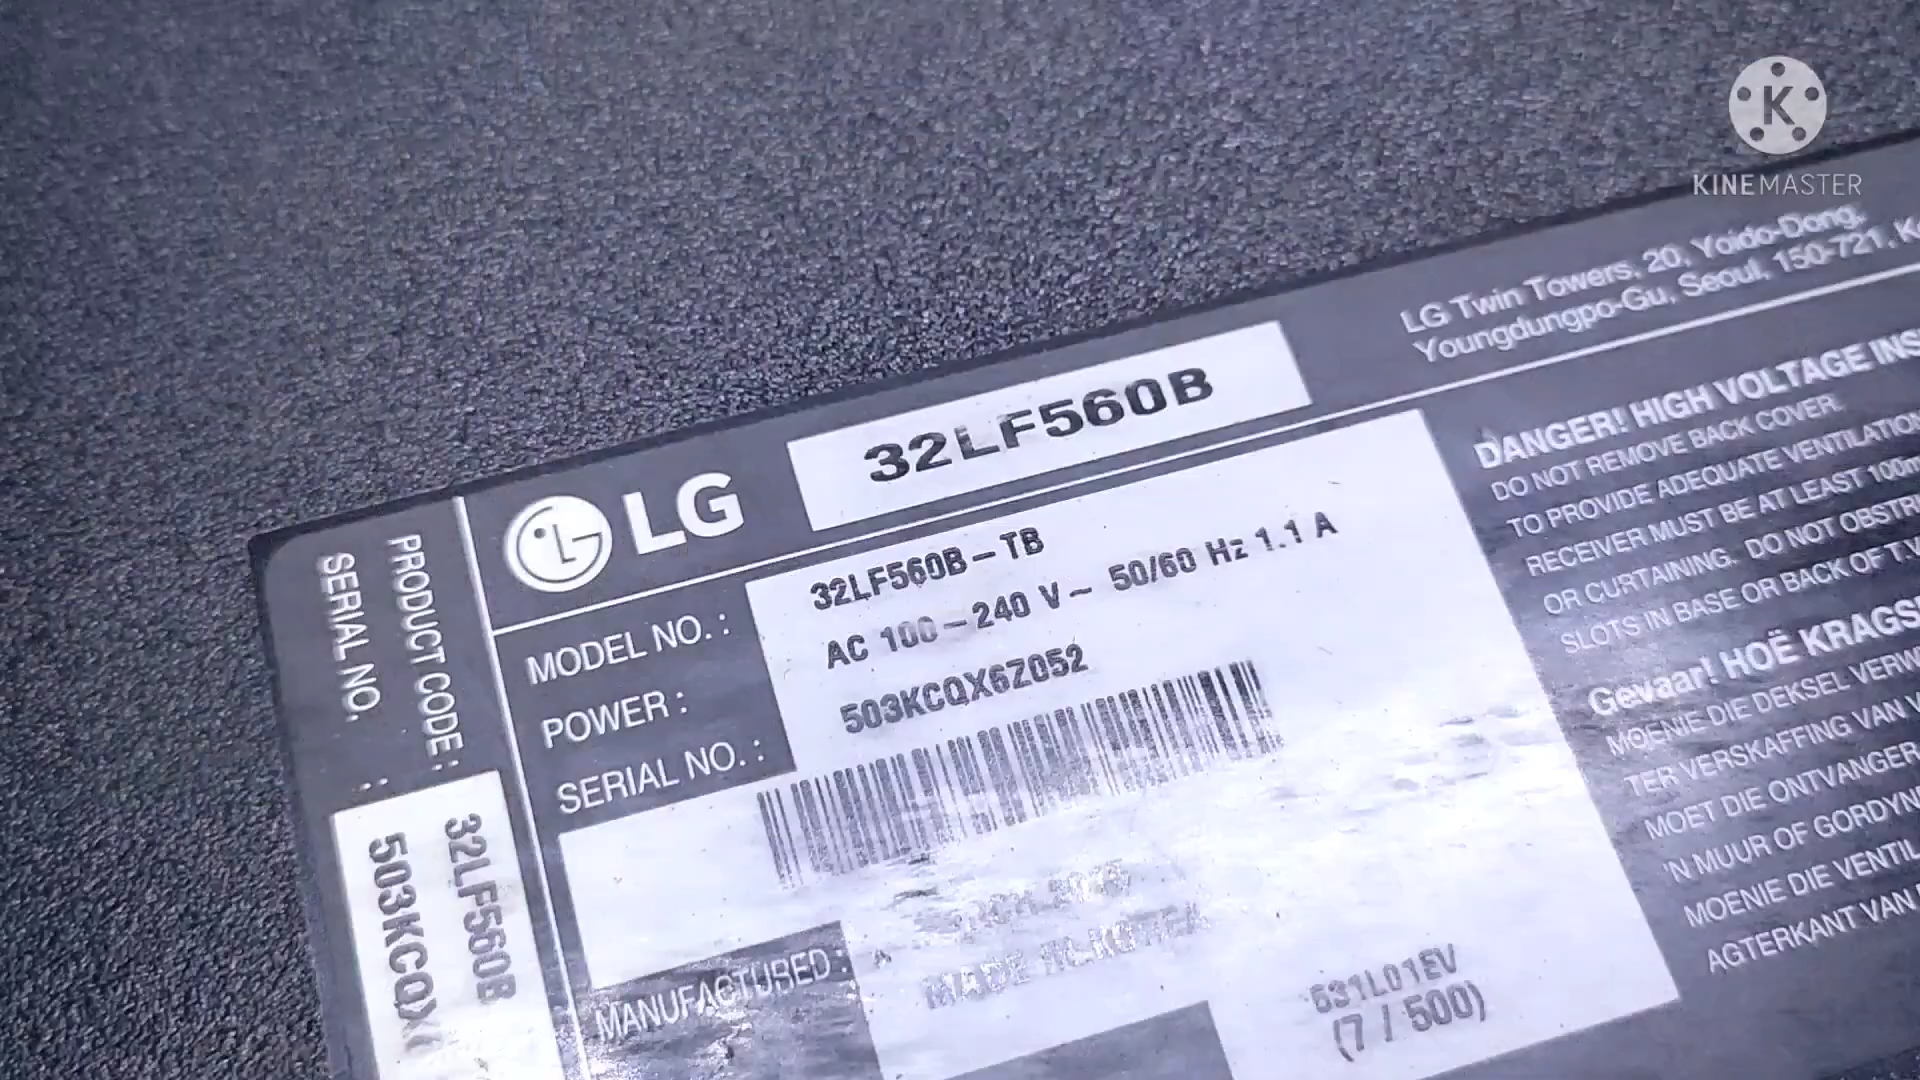 KINEMASTER
LG Twin Towers, 20, Yoido-Dong,
Youngdungpo-Gu, Seoul, 150-721,
LG 32LF560B
MODEL NO. : 32LF560B-TB
POWER : AC 100-240 V~ 50/60 Hz 1.1 A
SERIAL NO. : 503KCQX6Z052
MANUFACTURED :
MADE IN KOREA
631L01EV
(7 / 500)
PRODUCT CODE : 32LF560B
SERIAL NO. : 503KCQX
DANGER! HIGH VOLTAGE INS
DO NOT REMOVE BACK COVER.
TO PROVIDE ADEQUATE VENTILATION
RECEIVER MUST BE AT LEAST 100m
OR CURTAINING. DO NOT OBSTR
SLOTS IN BASE OR BACK OF T.V
Gevaar! HOË KRAGS
MOENIE DIE DEKSEL VERW
TER VERSKAFFING VAN V
MOET DIE ONTVANGER
'N MUUR OF GORDYN
MOENIE DIE VENTIL
AGTERKANT VAN